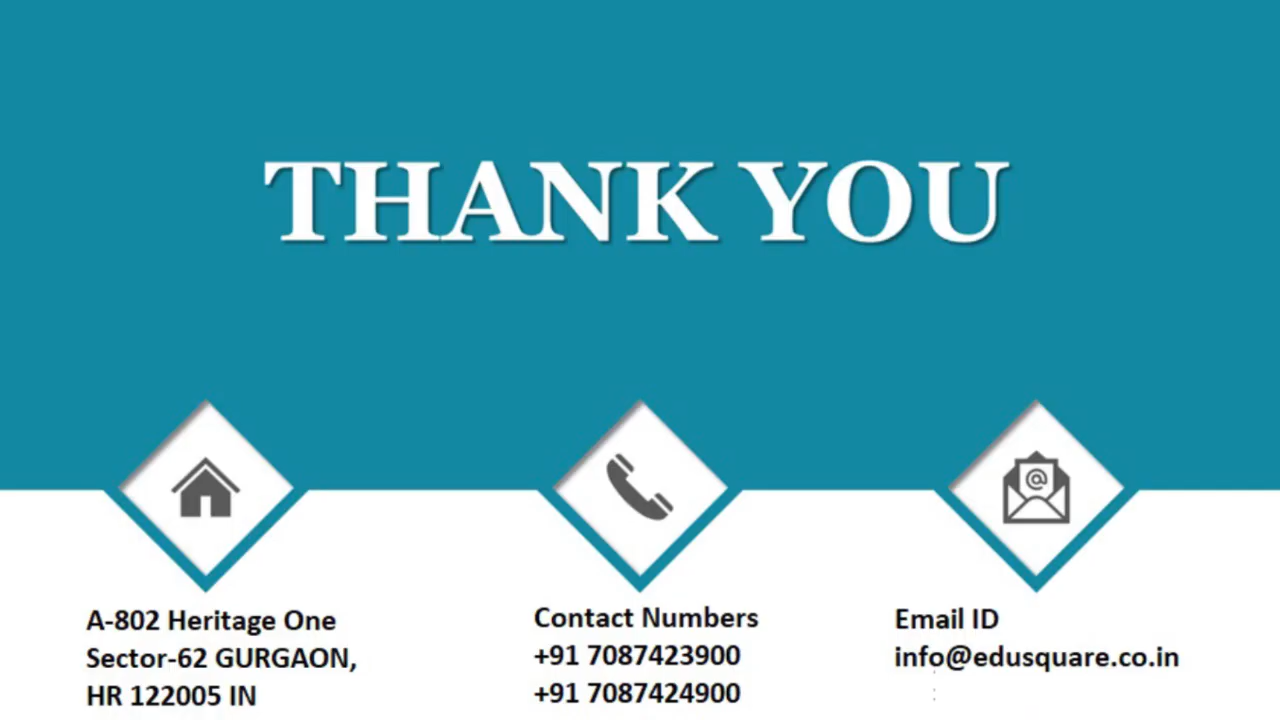 THANK YOU
A-802 Heritage One
Sector-62 GURGAON,
HR 122005 IN
Contact Numbers
+91 7087423900
+91 7087424900
Email ID
info@edusquare.co.in